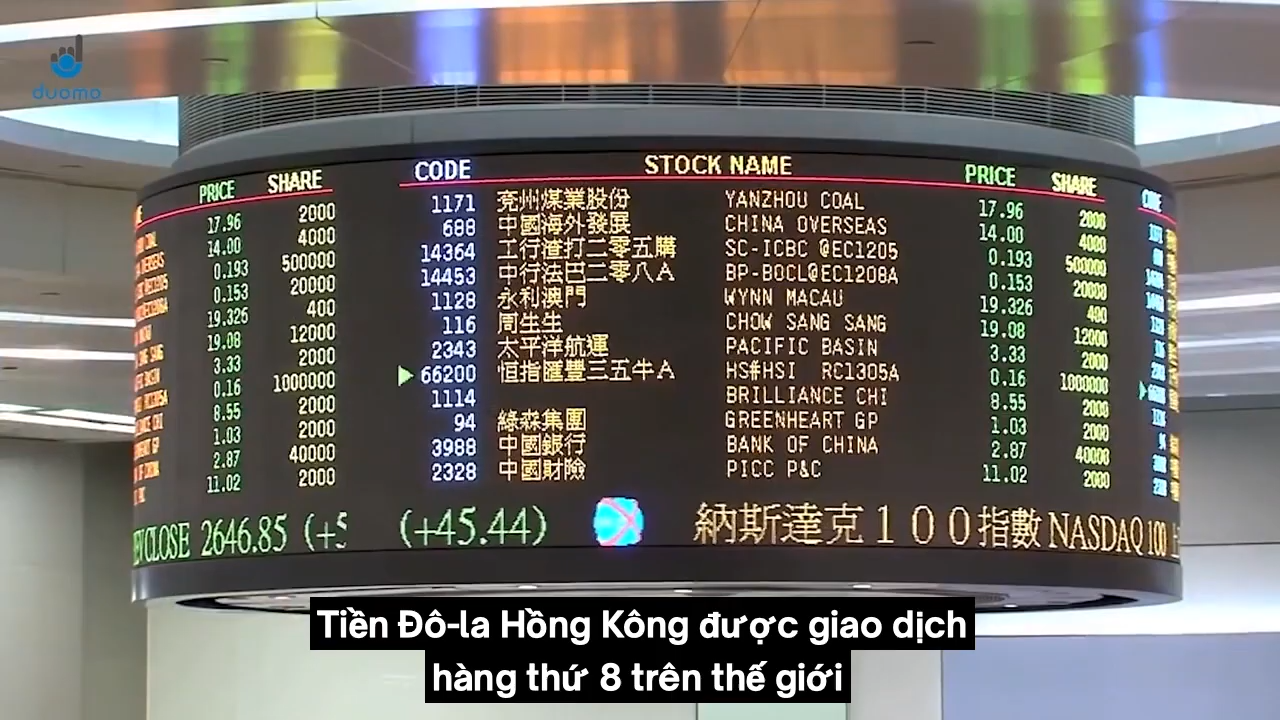 duomo
PRICE SHARE CODE STOCK NAME PRICE SHARE CODE
17.96 2000 1171 兖州煤業股份 YANZHOU COAL 17.96 2000
14.00 4000 688 中國海外發展 CHINA OVERSEAS 14.00 4000
0.193 500000 14364 工行渣打二零五購 SC-ICBC @EC1205 0.193 500000
0.153 20000 14453 中行法巴二零八A BP-BOCL@EC1208A 0.153 20000
19.326 400 1128 永利澳門 WYNN MACAU 19.326 400
19.08 12000 116 周生生 CHOW SANG SANG 19.08 12000
3.33 2000 2343 太平洋航運 PACIFIC BASIN 3.33 2000
0.16 1000000 66200 恒指匯豐三五牛A HS#HSI RC1305A 0.16 1000000
8.55 2000 1114 BRILLIANCE CHI 8.55 2000
1.03 2000 94 綠森集團 GREENHEART GP 1.03 2000
2.87 40000 3988 中國銀行 BANK OF CHINA 2.87 40000
11.02 2000 2328 中國財險 PICC P&C 11.02 2000
CLOSE 2646.85 (+5 (+45.44) 納斯達克100指數 NASDAQ 100
Tiền Đô-la Hồng Kông được giao dịch
hàng thứ 8 trên thế giới